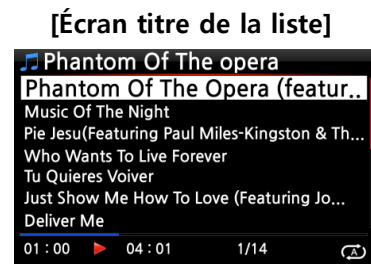 [Écran titre de la liste]
Phantom Of The opera
Phantom Of The Opera (featur..
Music Of The Night
Pie Jesu(Featuring Paul Miles-Kingston & Th...
Who Wants To Live Forever
Tu Quieres Voiver
Just Show Me How To Love (Featuring Jo...
Deliver Me
01 : 00 04 : 01 1/14 A